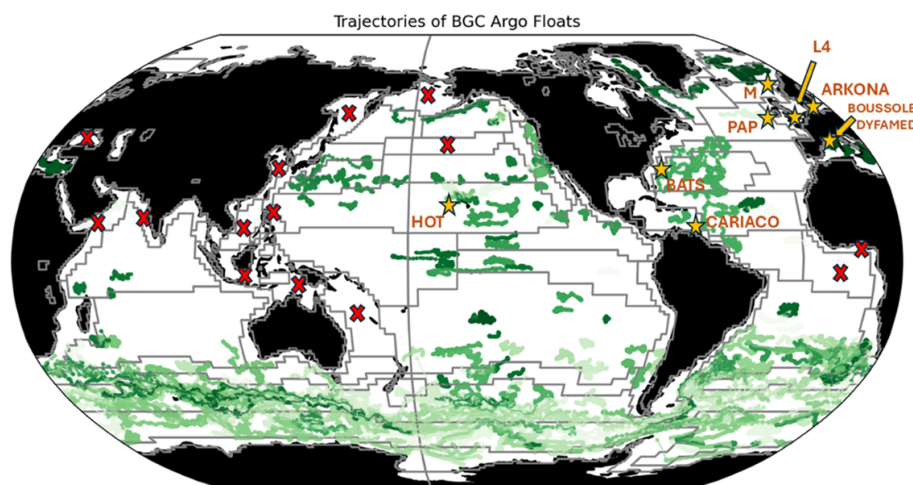 Trajectories of BGC Argo Floats
L4
M
ARKONA
BOUSSOLE
PAP
DYFAMED
BATS
HOT
CARIACO